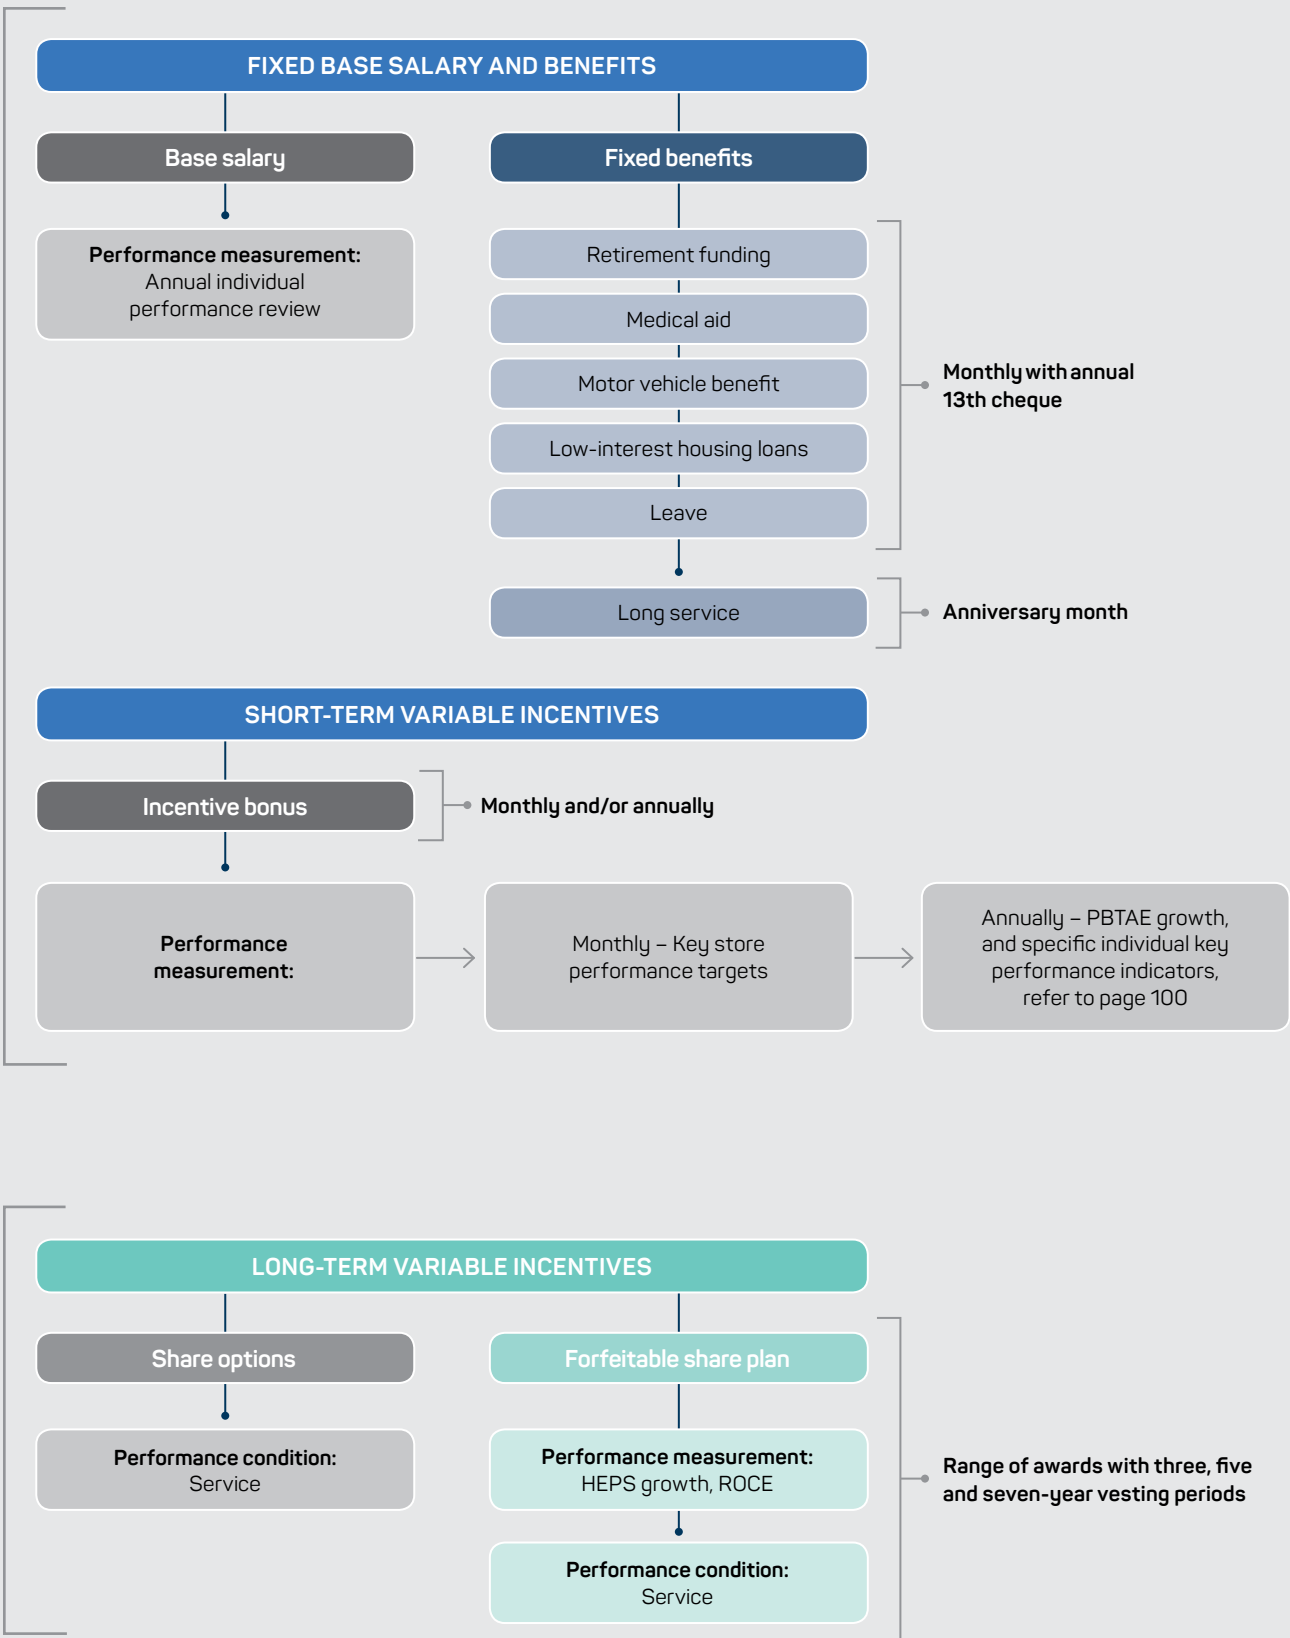 FIXED BASE SALARY AND BENEFITS
Base salary
Performance measurement:
Annual individual
performance review
Fixed benefits
Retirement funding
Medical aid
Motor vehicle benefit
Low-interest housing loans
Leave
Monthly with annual
13th cheque
Long service
Anniversary month
SHORT-TERM VARIABLE INCENTIVES
Incentive bonus
Monthly and/or annually
Performance
measurement:
Monthly – Key store
performance targets
Annually – PBTAE growth,
and specific individual key
performance indicators,
refer to page 100
LONG-TERM VARIABLE INCENTIVES
Share options
Performance condition:
Service
Forfeitable share plan
Performance measurement:
HEPS growth, ROCE
Performance condition:
Service
Range of awards with three, five
and seven-year vesting periods